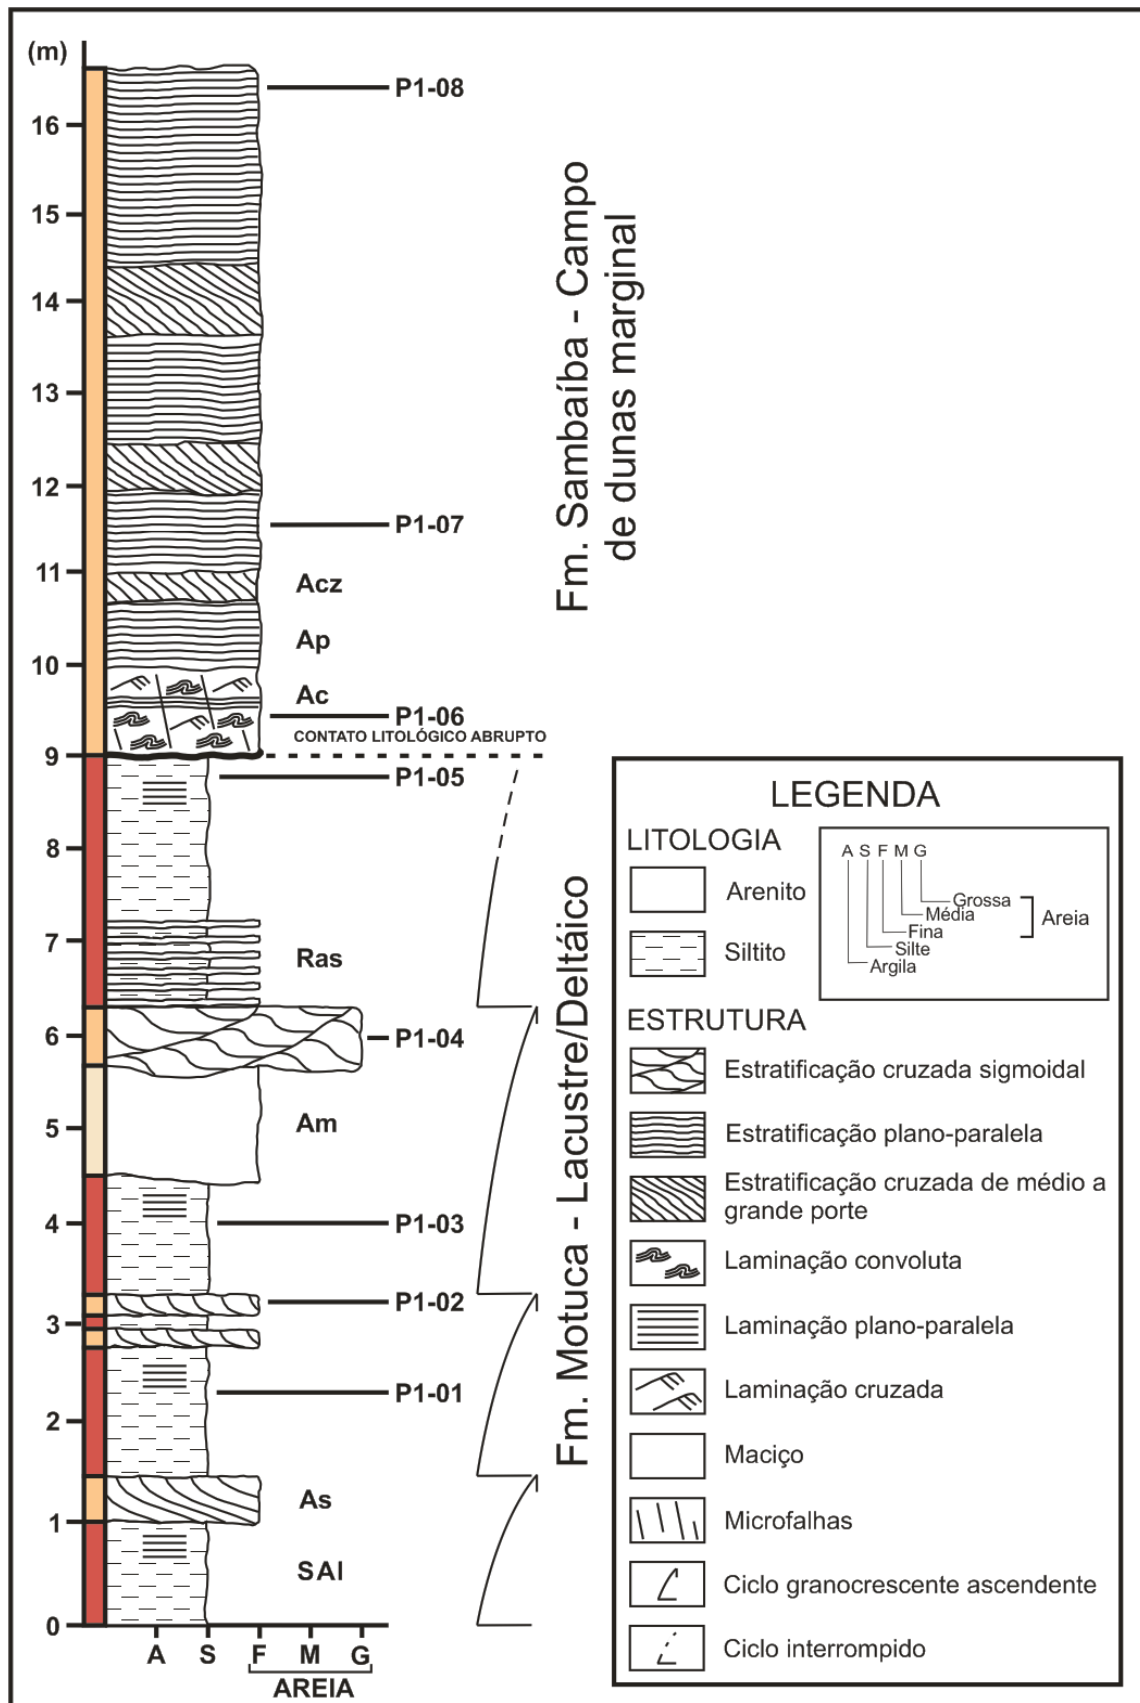 (m)
P1-08
16
15
14
13
12
P1-07
11
Acz
Ap
10
Ac
P1-06
CONTATO LITOLÓGICO ABRUPTO
9
P1-05
8
7
Ras
6
P1-04
5
Am
4
P1-03
P1-02
3
P1-01
2
As
1
SAl
0
A S F M G
AREIA
Fm. Sambaíba - Campo
de dunas marginal
Fm. Motuca - Lacustre/Deltáico
LEGENDA
LITOLOGIA
Arenito
Siltito
A S F M G
Grossa
Média
Fina
Silte
Argila
Areia
ESTRUTURA
Estratificação cruzada sigmoidal
Estratificação plano-paralela
Estratificação cruzada de médio a
grande porte
Laminação convoluta
Laminação plano-paralela
Laminação cruzada
Maciço
Microfalhas
Ciclo granocrescente ascendente
Ciclo interrompido